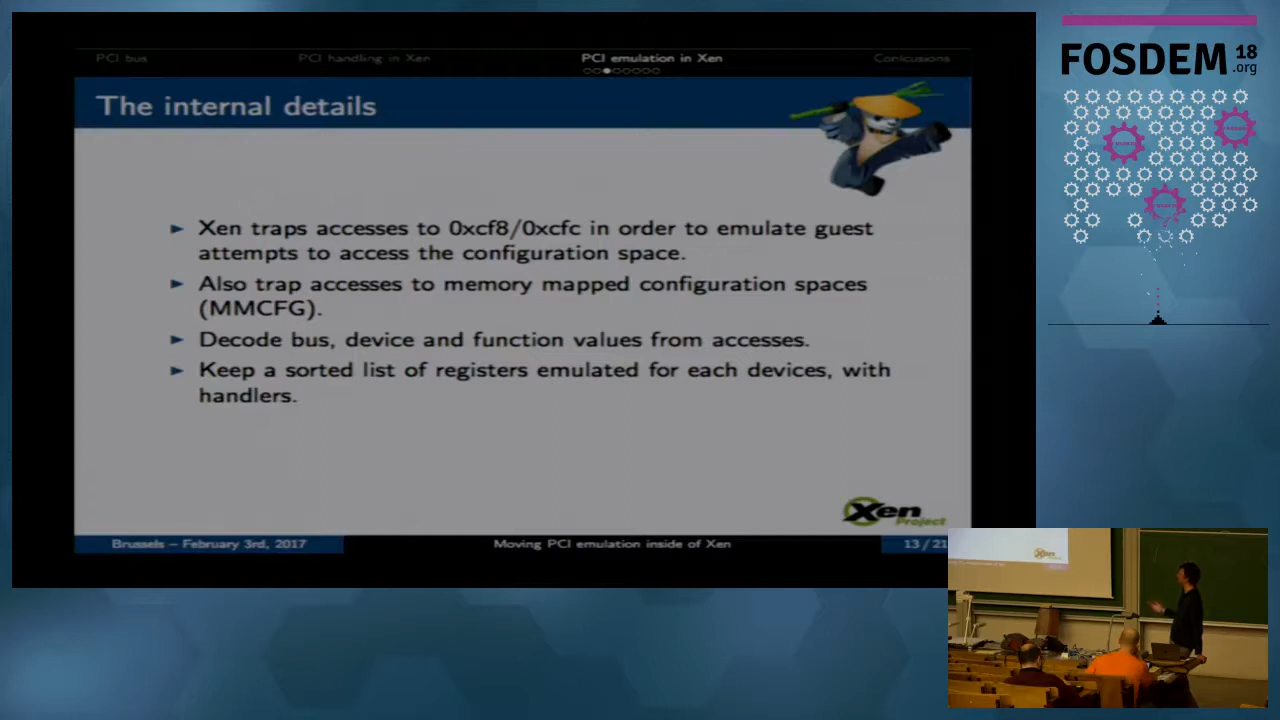 PCI bus PCI handling in Xen PCI emulation in Xen Conclusions
The internal details
Xen traps accesses to 0xcf8/0xcfc in order to emulate guest
attempts to access the configuration space.
Also trap accesses to memory mapped configuration spaces
(MMCFG).
Decode bus, device and function values from accesses.
Keep a sorted list of registers emulated for each devices, with
handlers.
Xen
Project
Brussels – February 3rd, 2017 Moving PCI emulation inside of Xen 13 / 21
FOSDEM 18
.org
Xen